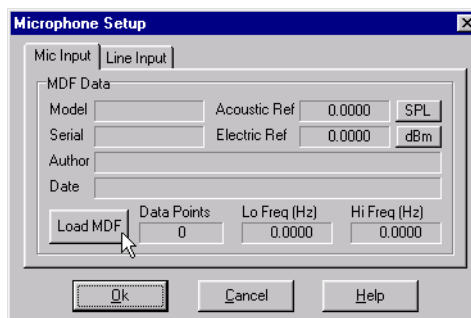 Microphone Setup
Mic Input Line Input
MDF Data
Model Acoustic Ref 0.0000 SPL
Serial Electric Ref 0.0000 dBm
Author
Date
Load MDF Data Points Lo Freq (Hz) Hi Freq (Hz)
0 0.0000 0.0000
Ok Cancel Help